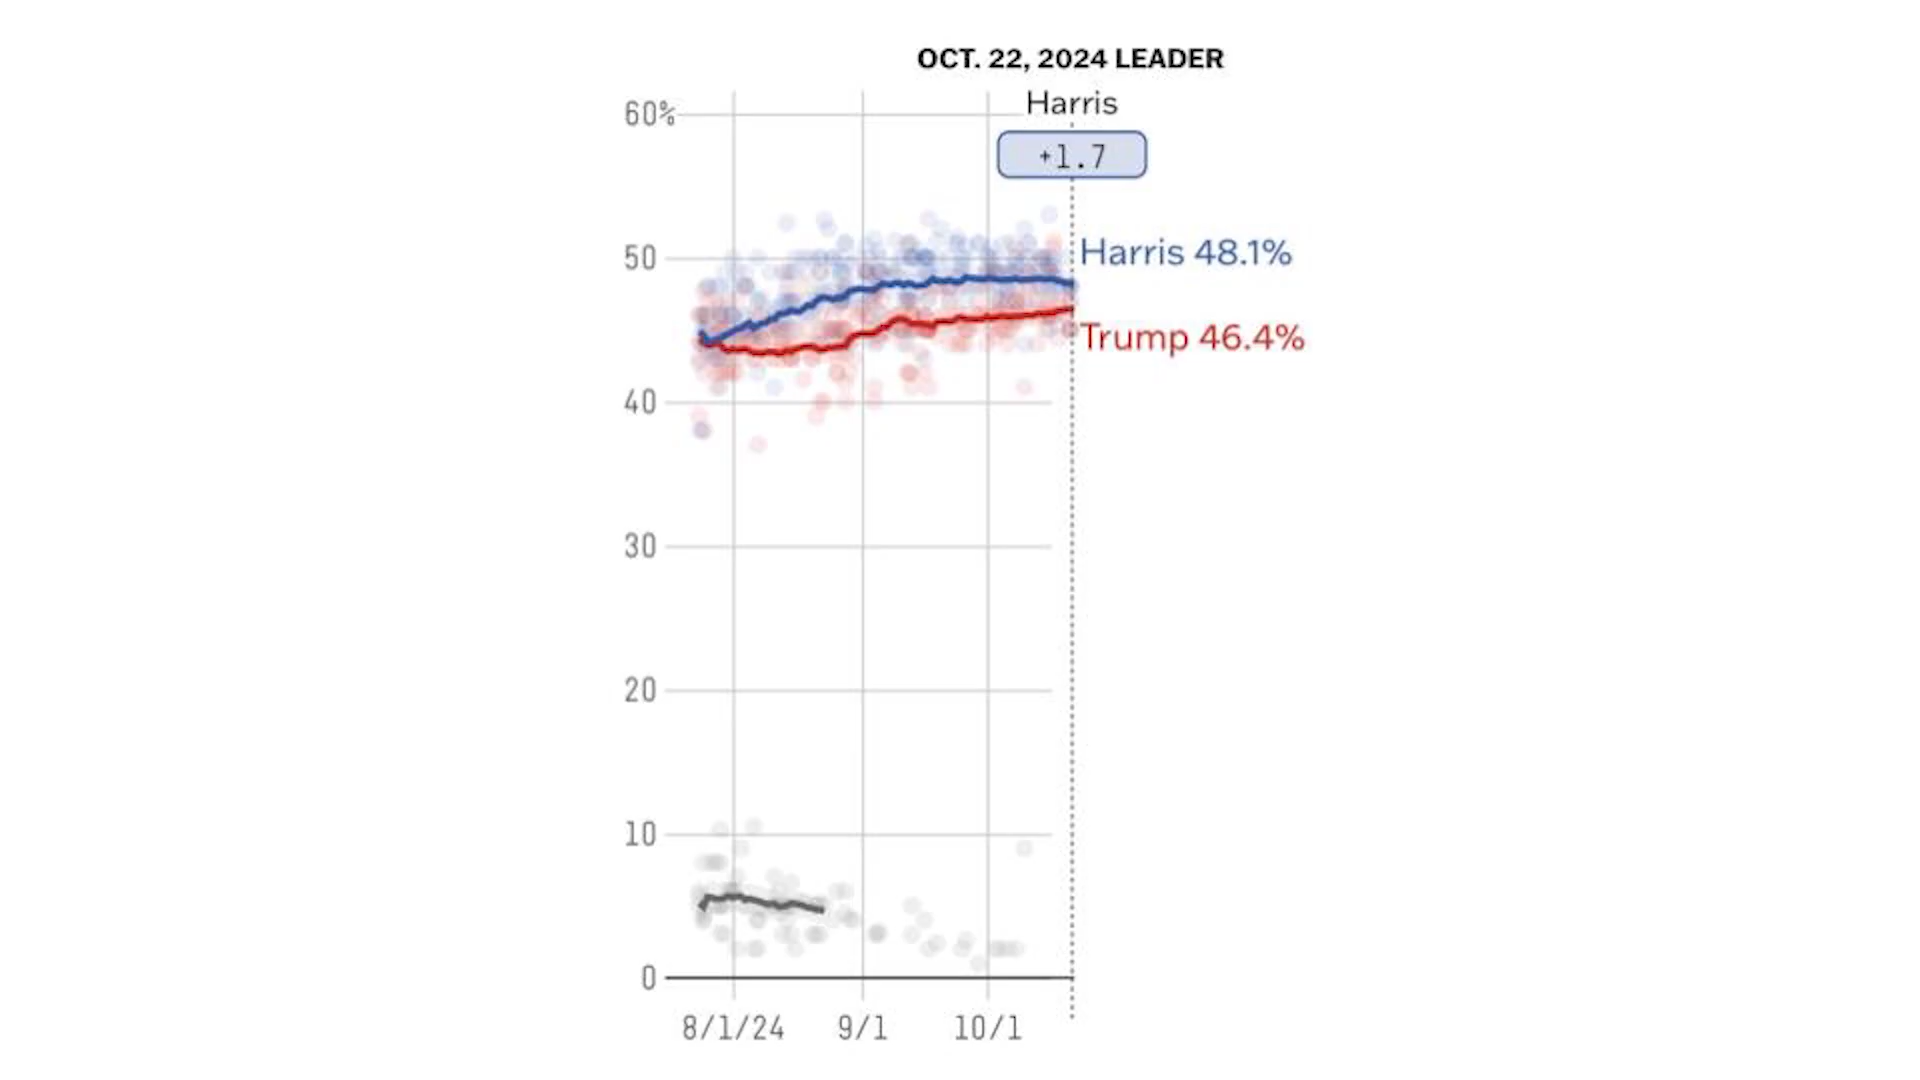 OCT. 22, 2024 LEADER
Harris
60%
+1.7
50
Harris 48.1%
Trump 46.4%
40
30
20
10
0
8/1/24 9/1 10/1